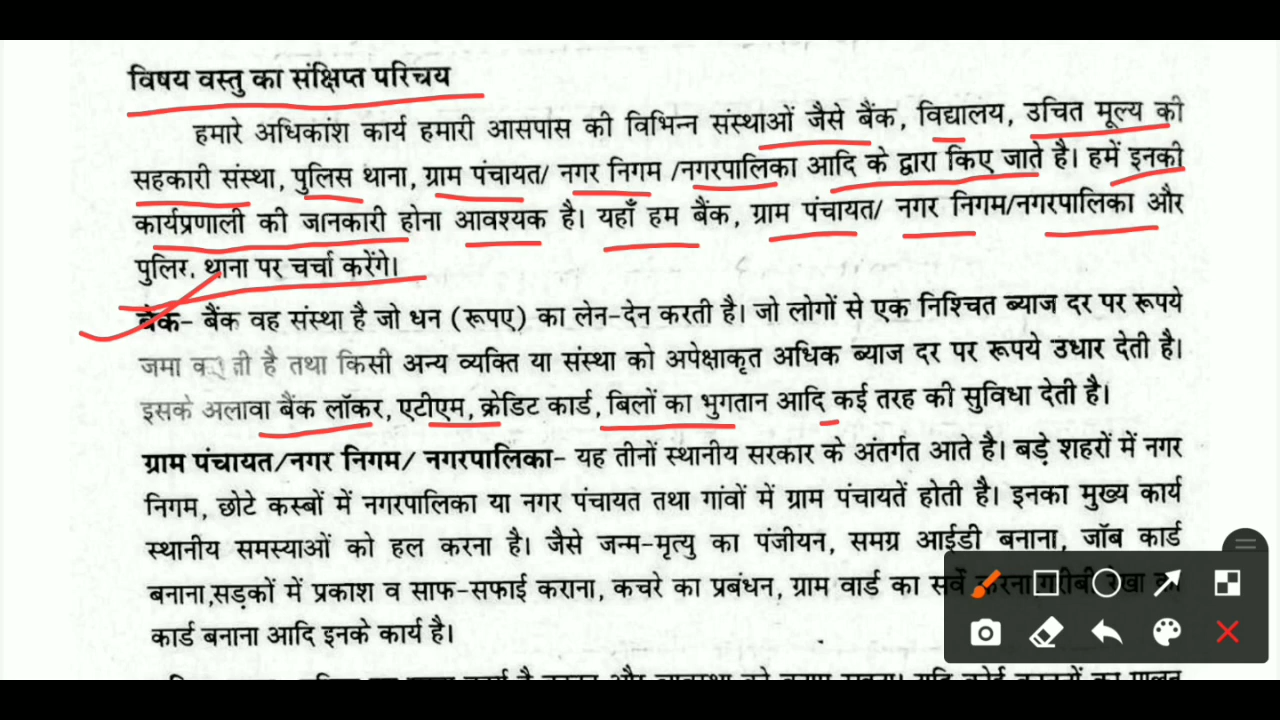 विषय वस्तु का संक्षिप्त परिचय
हमारे अधिकांश कार्य हमारी आसपास की विभिन्न संस्थाओं जैसे बैंक, विद्यालय, उचित मूल्य की
सहकारी संस्था, पुलिस थाना, ग्राम पंचायत/ नगर निगम /नगरपालिका आदि के द्वारा किए जाते है। हमें इनकी
कार्यप्रणाली की जानकारी होना आवश्यक है। यहाँ हम बैंक, ग्राम पंचायत/ नगर निगम/नगरपालिका और
थाना पर चर्चा करेंगे।
बैंक- बैंक वह संस्था है जो धन (रूपए) का लेन-देन करती है। जो लोगों से एक निश्चित ब्याज दर पर रूपये
जमा है तथा किसी अन्य व्यक्ति या संस्था को अपेक्षाकृत अधिक ब्याज दर पर रूपये उधार देती है।
इसके अलावा बैंक लॉकर, एटीएम, क्रेडिट कार्ड, बिलों का भुगतान आदि कई तरह की सुविधा देती है।
ग्राम पंचायत/नगर निगम/ नगरपालिका- यह तीनों स्थानीय सरकार के अंतर्गत आते है। बड़े शहरों में नगर
निगम, छोटे कस्बों में नगरपालिका या नगर पंचायत तथा गांवों में ग्राम पंचायतें होती है। इनका मुख्य कार्य
स्थानीय समस्याओं को हल करना है। जैसे जन्म-मृत्यु का पंजीयन, समग्र आईडी बनाना, जॉब कार्ड
बनाना,सड़कों में प्रकाश व साफ-सफाई कराना, कचरे का प्रबंधन, ग्राम वार्ड का सर्वे करना,गरीबी रेखा का
कार्ड बनाना आदि इनके कार्य है।